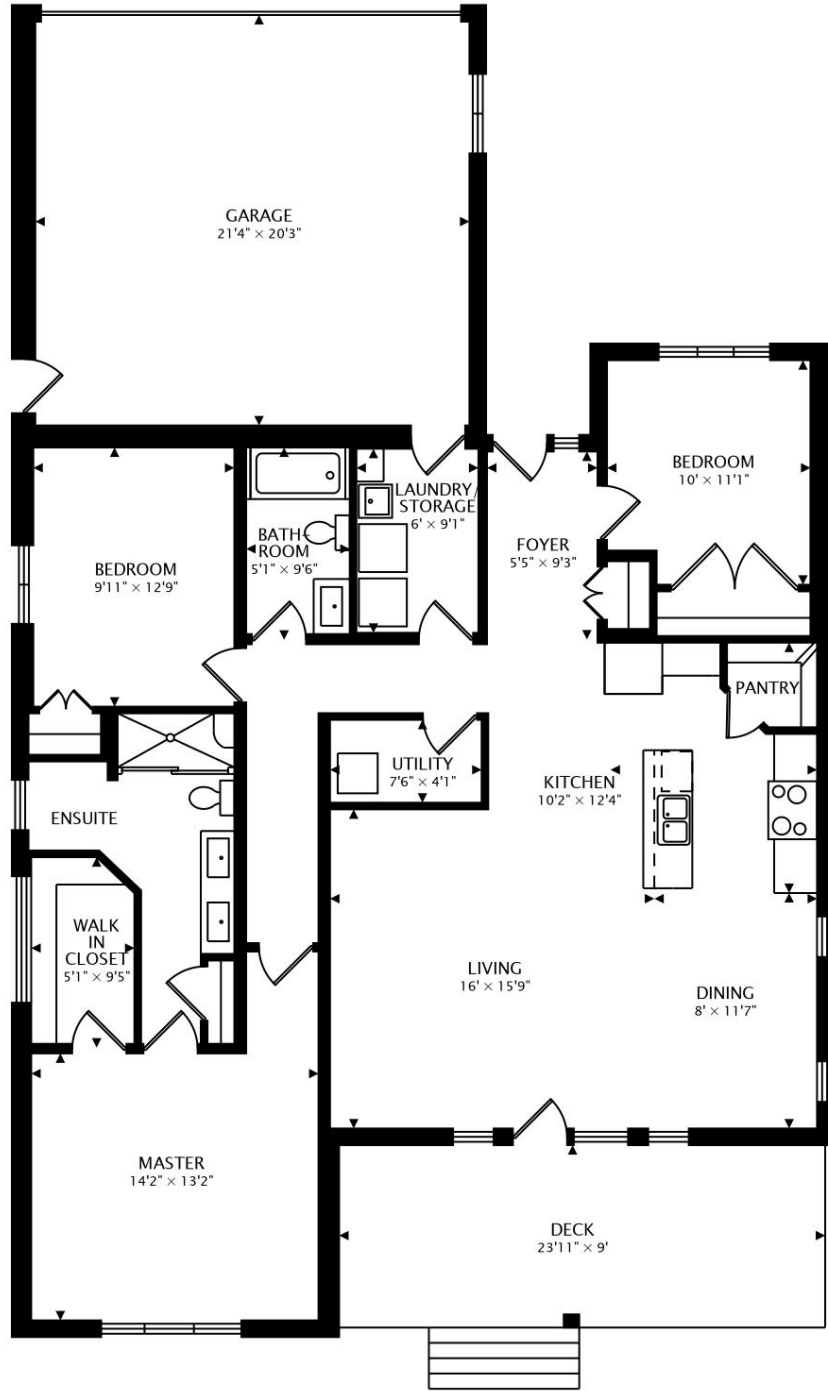 GARAGE
21'4" × 20'3"
BEDROOM
10' × 11'1"
LAUNDRY/
STORAGE
6' × 9'1"
BATH-
ROOM
5'1" × 9'6"
FOYER
5'5" × 9'3"
BEDROOM
9'11" × 12'9"
PANTRY
UTILITY
7'6" × 4'1"
KITCHEN
10'2" × 12'4"
ENSUITE
WALK
IN
CLOSET
5'1" × 9'5"
LIVING
16' × 15'9"
DINING
8' × 11'7"
MASTER
14'2" × 13'2"
DECK
23'11" × 9'